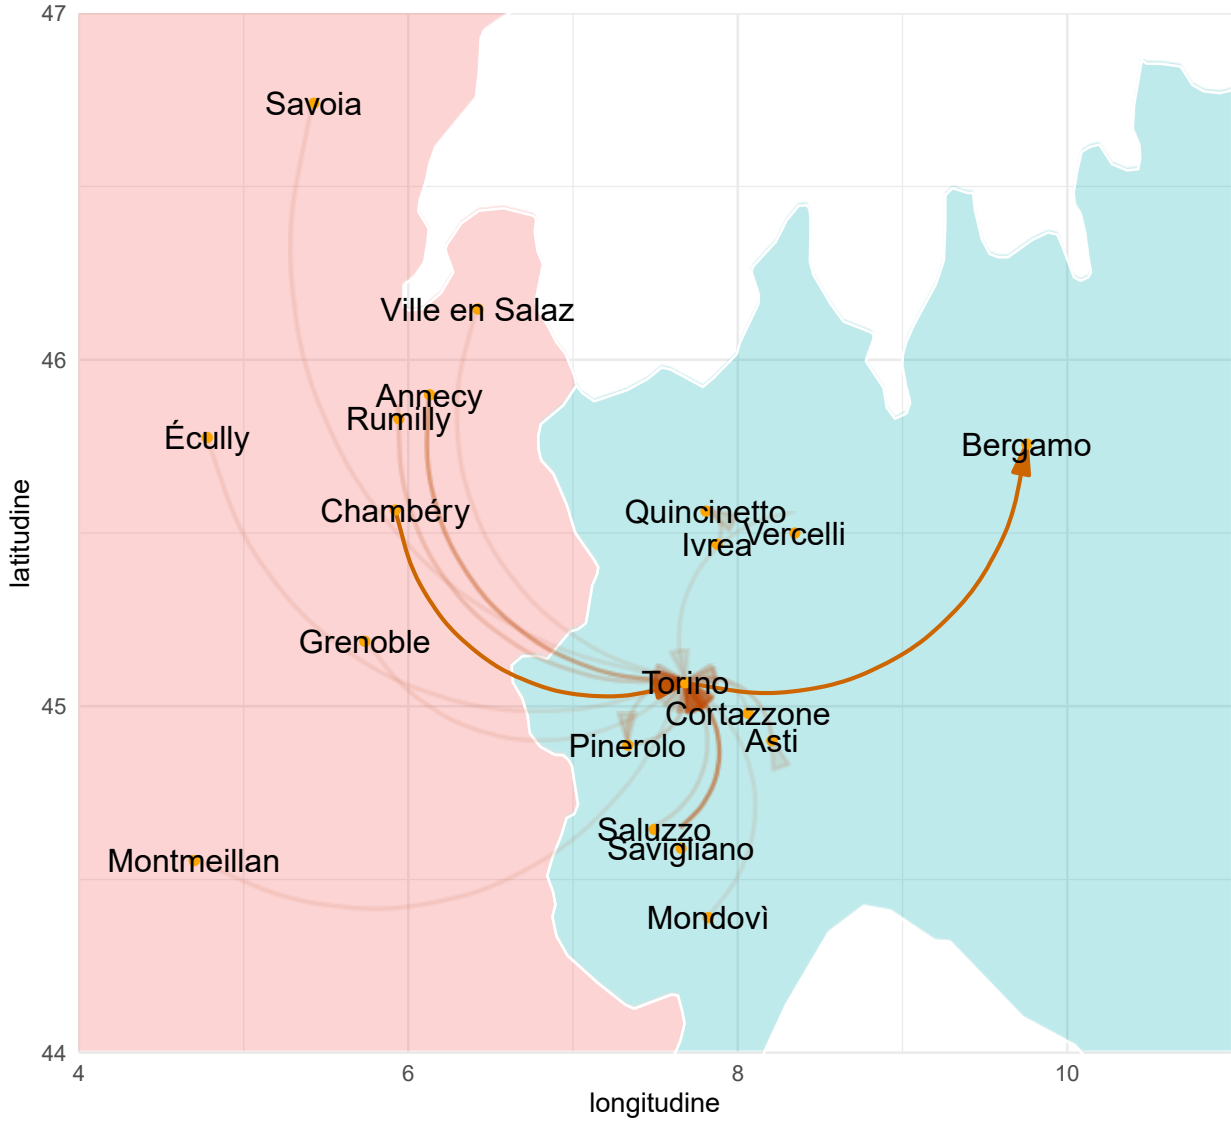 47
Savoia
Ville en Salaz
46
Annecy
Rumilly
Écully
Bergamo
Chambéry
Quincinetto
Vercelli
Ivrea
latitudine
Grenoble
Torino
45
Cortazzone
Asti
Pinerolo
Saluzzo
Savigliano
Montmeillan
Mondovì
44
4
6
8
10
longitudine